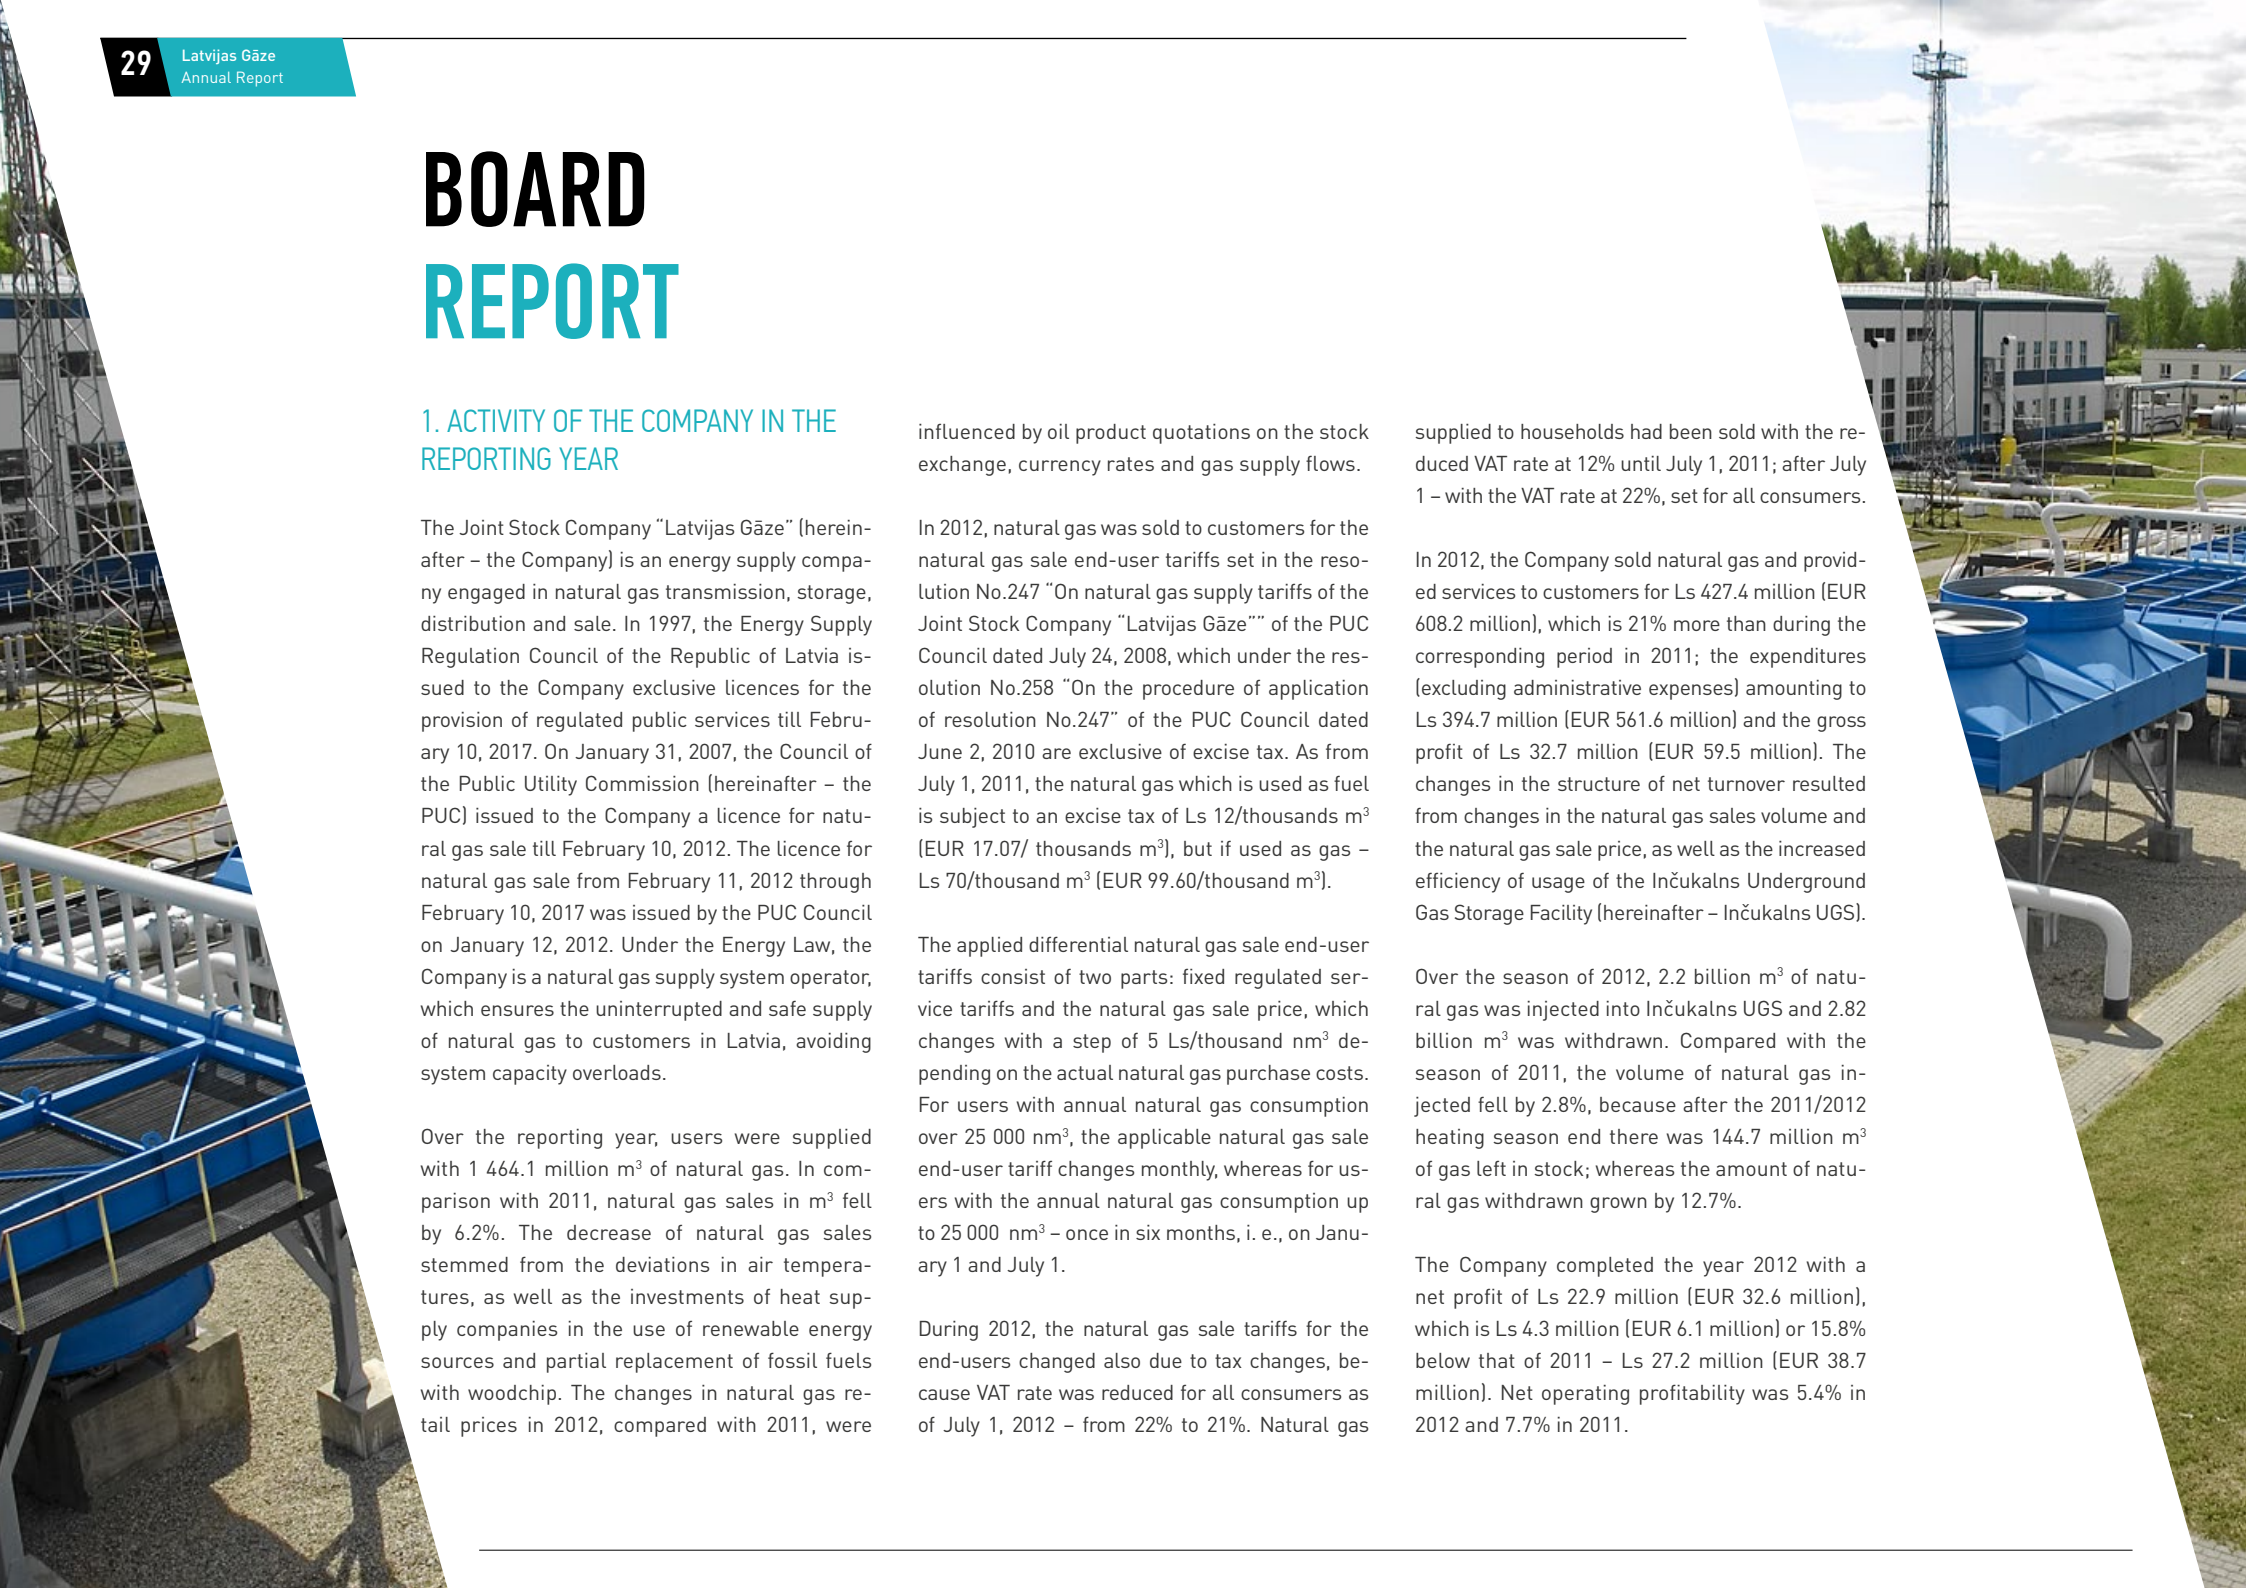 29
Latvijas Gāze
Annual Report
BOARD
REPORT
1. ACTIVITY OF THE COMPANY IN THE
REPORTING YEAR
The Joint Stock Company “Latvijas Gāze” (herein-
after – the Company) is an energy supply compa-
ny engaged in natural gas transmission, storage,
distribution and sale. In 1997, the Energy Supply
Regulation Council of the Republic of Latvia is-
sued to the Company exclusive licences for the
provision of regulated public services till Febru-
ary 10, 2017. On January 31, 2007, the Council of
the Public Utility Commission (hereinafter – the
PUC) issued to the Company a licence for natu-
ral gas sale till February 10, 2012. The licence for
natural gas sale from February 11, 2012 through
February 10, 2017 was issued by the PUC Council
on January 12, 2012. Under the Energy Law, the
Company is a natural gas supply system operator,
which ensures the uninterrupted and safe supply
of natural gas to customers in Latvia, avoiding
system capacity overloads.
Over the reporting year, users were supplied
with 1 464.1 million m³ of natural gas. In com-
parison with 2011, natural gas sales in m³ fell
by 6.2%. The decrease of natural gas sales
stemmed from the deviations in air tempera-
tures, as well as the investments of heat sup-
ply companies in the use of renewable energy
sources and partial replacement of fossil fuels
with woodchip. The changes in natural gas re-
tail prices in 2012, compared with 2011, were
influenced by oil product quotations on the stock
exchange, currency rates and gas supply flows.
In 2012, natural gas was sold to customers for the
natural gas sale end-user tariffs set in the reso-
lution No.247 “On natural gas supply tariffs of the
Joint Stock Company “Latvijas Gāze”” of the PUC
Council dated July 24, 2008, which under the res-
olution No.258 “On the procedure of application
of resolution No.247” of the PUC Council dated
June 2, 2010 are exclusive of excise tax. As from
July 1, 2011, the natural gas which is used as fuel
is subject to an excise tax of Ls 12/thousands m³
(EUR 17.07/ thousands m³), but if used as gas –
Ls 70/thousand m³ (EUR 99.60/thousand m³).
The applied differential natural gas sale end-user
tariffs consist of two parts: fixed regulated ser-
vice tariffs and the natural gas sale price, which
changes with a step of 5 Ls/thousand nm³ de-
pending on the actual natural gas purchase costs.
For users with annual natural gas consumption
over 25 000 nm³, the applicable natural gas sale
end-user tariff changes monthly, whereas for us-
ers with the annual natural gas consumption up
to 25 000 nm³ – once in six months, i. e., on Janu-
ary 1 and July 1.
During 2012, the natural gas sale tariffs for the
end-users changed also due to tax changes, be-
cause VAT rate was reduced for all consumers as
of July 1, 2012 – from 22% to 21%. Natural gas
supplied to households had been sold with the re-
duced VAT rate at 12% until July 1, 2011; after July
1 – with the VAT rate at 22%, set for all consumers.
In 2012, the Company sold natural gas and provid-
ed services to customers for Ls 427.4 million (EUR
608.2 million), which is 21% more than during the
corresponding period in 2011; the expenditures
(excluding administrative expenses) amounting to
Ls 394.7 million (EUR 561.6 million) and the gross
profit of Ls 32.7 million (EUR 59.5 million). The
changes in the structure of net turnover resulted
from changes in the natural gas sales volume and
the natural gas sale price, as well as the increased
efficiency of usage of the Inčukalns Underground
Gas Storage Facility (hereinafter – Inčukalns UGS).
Over the season of 2012, 2.2 billion m³ of natu-
ral gas was injected into Inčukalns UGS and 2.82
billion m³ was withdrawn. Compared with the
season of 2011, the volume of natural gas in-
jected fell by 2.8%, because after the 2011/2012
heating season end there was 144.7 million m³
of gas left in stock; whereas the amount of natu-
ral gas withdrawn grown by 12.7%.
The Company completed the year 2012 with a
net profit of Ls 22.9 million (EUR 32.6 million),
which is Ls 4.3 million (EUR 6.1 million) or 15.8%
below that of 2011 – Ls 27.2 million (EUR 38.7
million). Net operating profitability was 5.4% in
2012 and 7.7% in 2011.